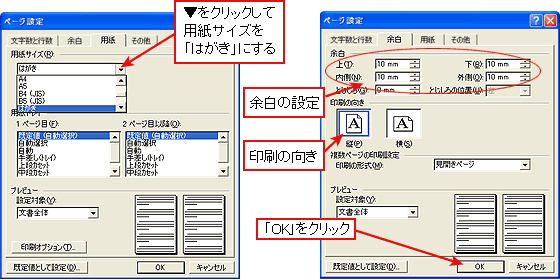 ページ設定
文字数と行数 余白 用紙 その他
用紙サイズ(R):
はがき
A4
A5
B4 (JIS)
B5 (JIS)
はがき
用紙トレイ
1 ページ目(F):
2 ページ目以降(O):
既定値 (自動選択)
自動選択
自動
手差し(トレイ)
上段カセット
中段カセット
既定値 (自動選択)
自動選択
自動
手差し(トレイ)
上段カセット
中段カセット
プレビュー
設定対象(Y):
文書全体
印刷オプション(T)...
既定値として設定(D)...
OK
キャンセル
▼をクリックして
用紙サイズを
「はがき」にする
余白の設定
印刷の向き
「OK」をクリック
ページ設定
文字数と行数 余白 用紙 その他
余白
上(T): 10 mm 下(B): 10 mm
内側(N): 10 mm 外側(O): 10 mm
とじしろ(G): 0 mm とじしろの位置(U):
印刷の向き
A
A
縦(P)
横(S)
複数ページの印刷設定
印刷の形式(M): 見開きページ
プレビュー
設定対象(Y):
文書全体
既定値として設定(D)...
OK
キャンセル